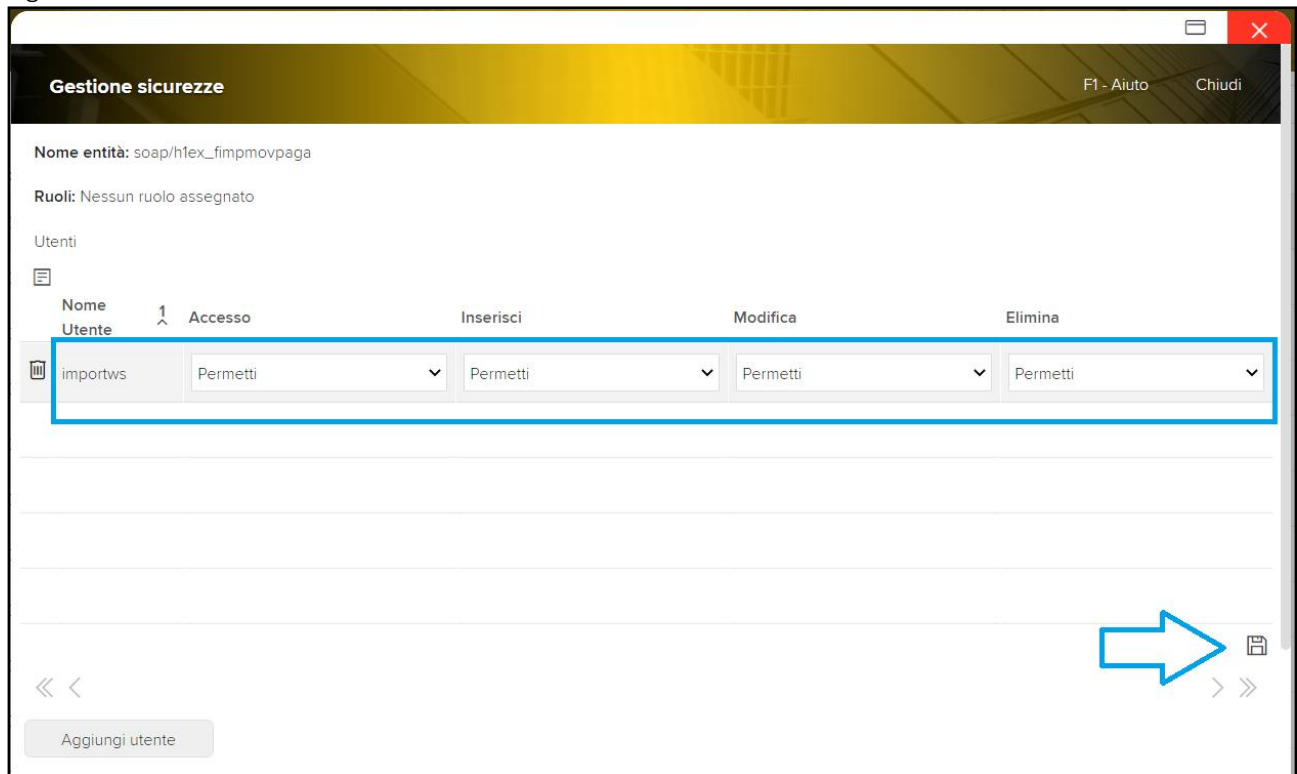 Gestione sicurezze
F1 - Aiuto Chiudi
Nome entità: soap/h1ex_fimpmovpaga
Ruoli: Nessun ruolo assegnato
Utenti
Nome Utente 1 Accesso Inserisci Modifica Elimina
importws Permetti Permetti Permetti Permetti
Aggiungi utente